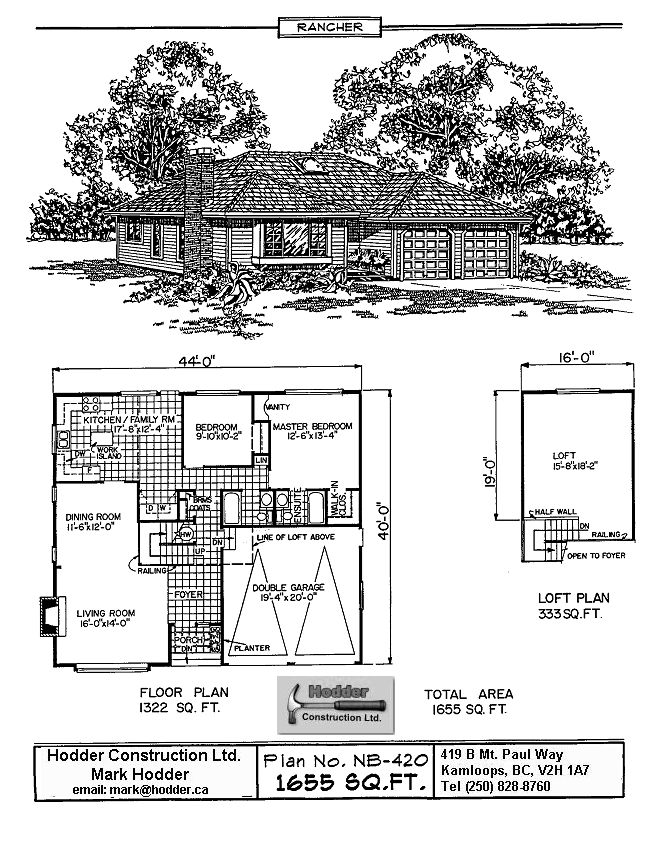 RANCHER
44'-0"
16'-0"
KITCHEN / FAMILY RM
17'-8"x12'-4"
WORK
ISLAND
DW
F
BEDROOM
9'-10"x10'-2"
VANITY
MASTER BEDROOM
12'-6"x13'-4"
LIN
WALK-IN
CLOS.
ENSUITE
BRMS
COATS
D W
DINING ROOM
11'-6"x12'-0"
HW
UP
DN
RAILING
LINE OF LOFT ABOVE
FOYER
DOUBLE GARAGE
19'-4"x20'-0"
LIVING ROOM
16'-0"x14'-0"
PORCH
DN
PLANTER
40'-0"
19'-0"
LOFT
15'-8"x18'-2"
HALF WALL
DN
RAILING
OPEN TO FOYER
LOFT PLAN
333 SQ. FT.
FLOOR PLAN
1322 SQ. FT.
Hodder
Construction Ltd.
TOTAL AREA
1655 SQ. FT.
Hodder Construction Ltd.
Mark Hodder
email: mark@hodder.ca
Plan No. NB-420
1655 SQ.FT.
419 B Mt. Paul Way
Kamloops, BC, V2H 1A7
Tel (250) 828-8760